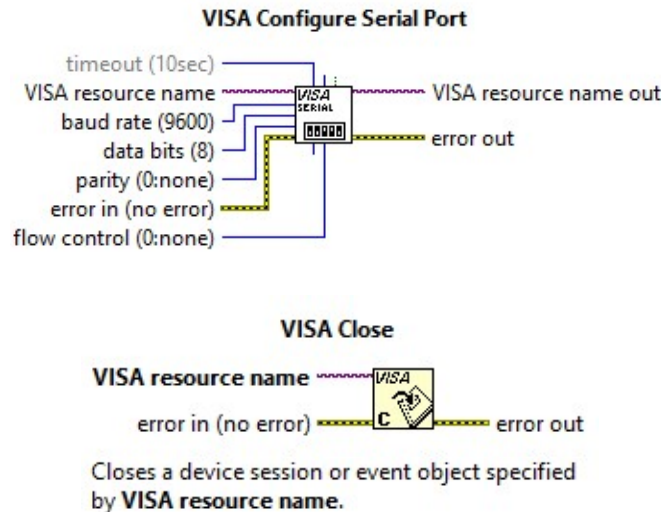 VISA Configure Serial Port
timeout (10sec)
VISA resource name
VISA
SERIAL
VISA resource name out
baud rate (9600)
data bits (8)
error out
parity (0:none)
error in (no error)
flow control (0:none)
VISA Close
VISA resource name
VISA
error in (no error)
C
error out
Closes a device session or event object specified
by VISA resource name.